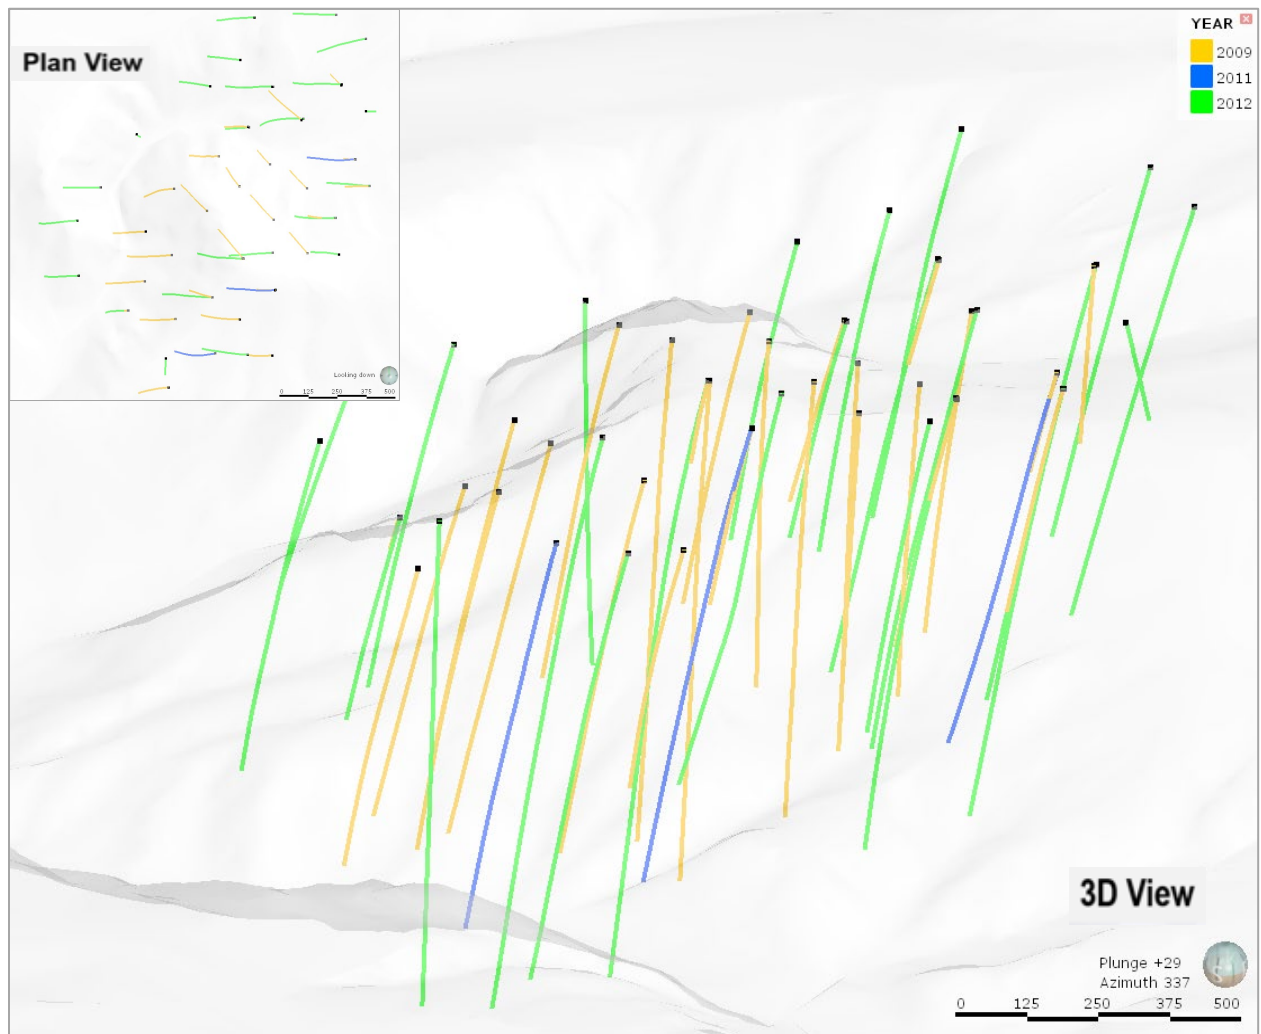 Plan View
YEAR
2009
2011
2012
Looking down
0 125 250 375 500
3D View
Plunge +29
Azimuth 337
S
0 125 250 375 500